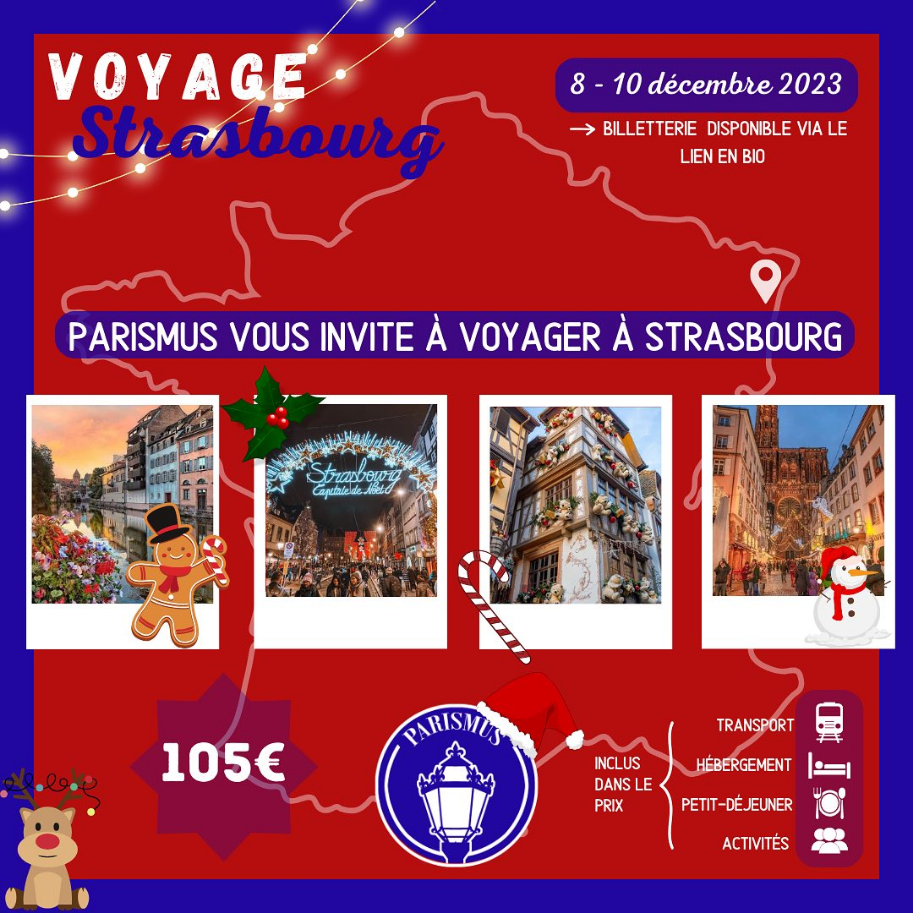 VOYAGE
Strasbourg
8 - 10 décembre 2023
→ BILLETTERIE DISPONIBLE VIA LE
LIEN EN BIO
PARISMUS VOUS INVITE À VOYAGER À STRASBOURG
Strasbourg
Capitale de Noël
105€
PARISMUS
INCLUS
DANS LE
PRIX
TRANSPORT
HÉBERGEMENT
PETIT-DÉJEUNER
ACTIVITÉS